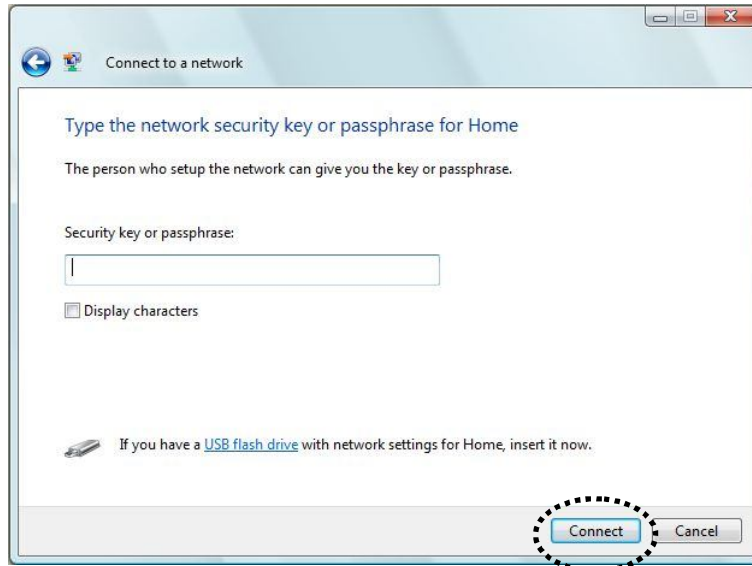 Connect to a network
Type the network security key or passphrase for Home
The person who setup the network can give you the key or passphrase.
Security key or passphrase:
Display characters
If you have a USB flash drive with network settings for Home, insert it now.
Connect Cancel